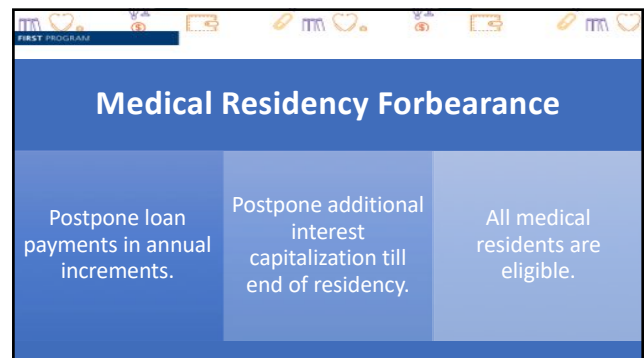 FIRST PROGRAM
Medical Residency Forbearance
Postpone loan
payments in annual
increments.
Postpone additional
interest
capitalization till
end of residency.
All medical
residents are
eligible.